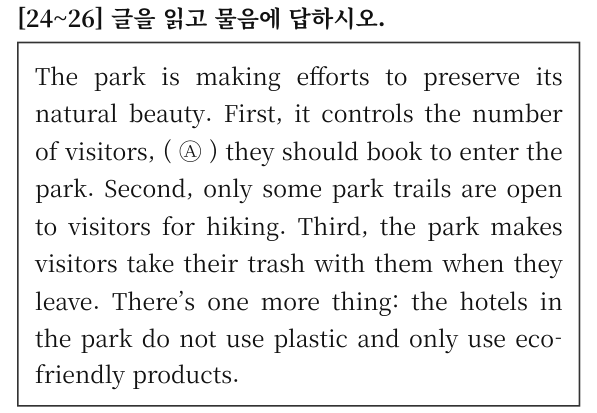 [24~26] 글을 읽고 물음에 답하시오.
The park is making efforts to preserve its
natural beauty. First, it controls the number
of visitors, ( Ⓐ ) they should book to enter the
park. Second, only some park trails are open
to visitors for hiking. Third, the park makes
visitors take their trash with them when they
leave. There's one more thing: the hotels in
the park do not use plastic and only use eco-
friendly products.